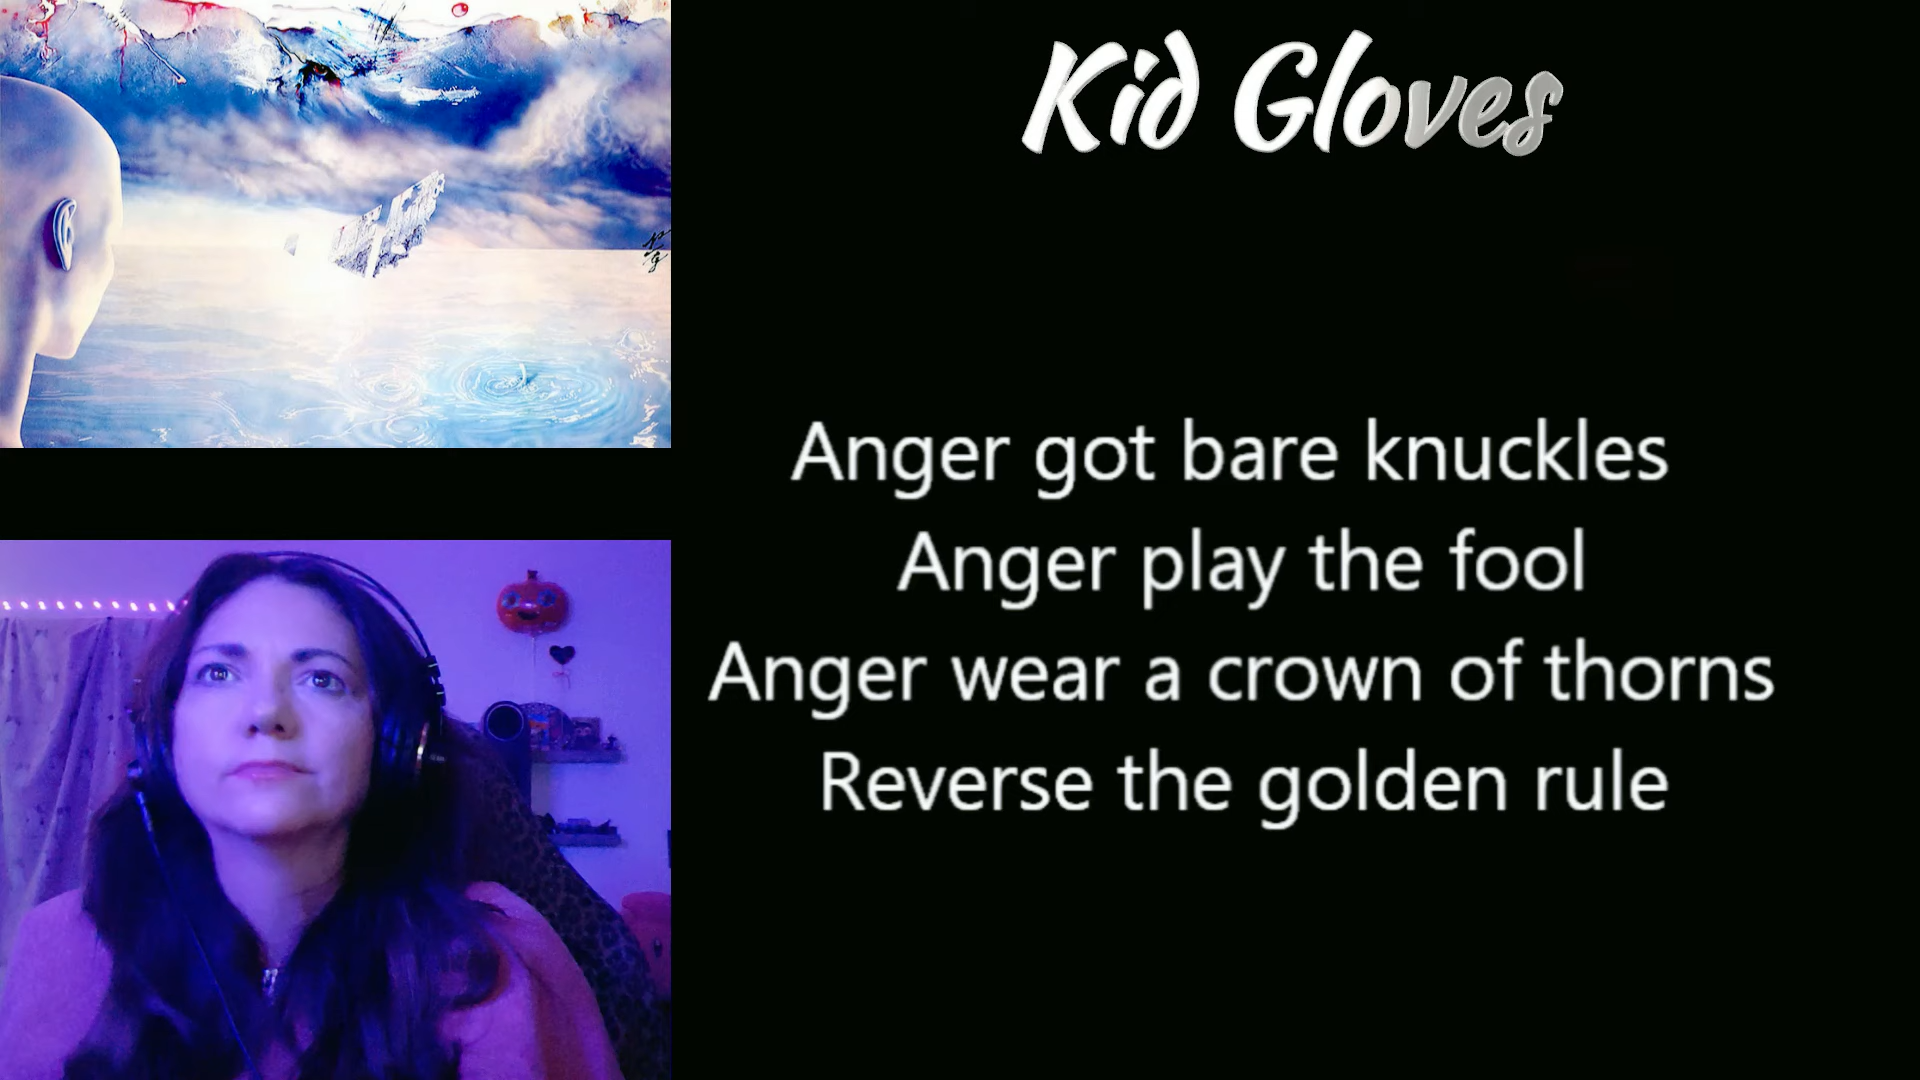 Kid Gloves
Anger got bare knuckles
Anger play the fool
Anger wear a crown of thorns
Reverse the golden rule